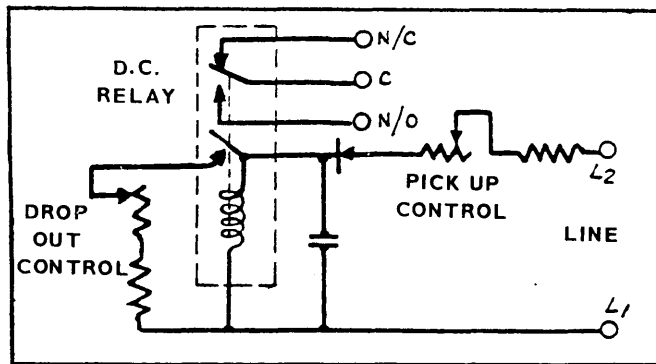 N/C
D.C.
RELAY
C
N/O
L2
PICK UP
CONTROL
DROP
OUT
CONTROL
LINE
L1